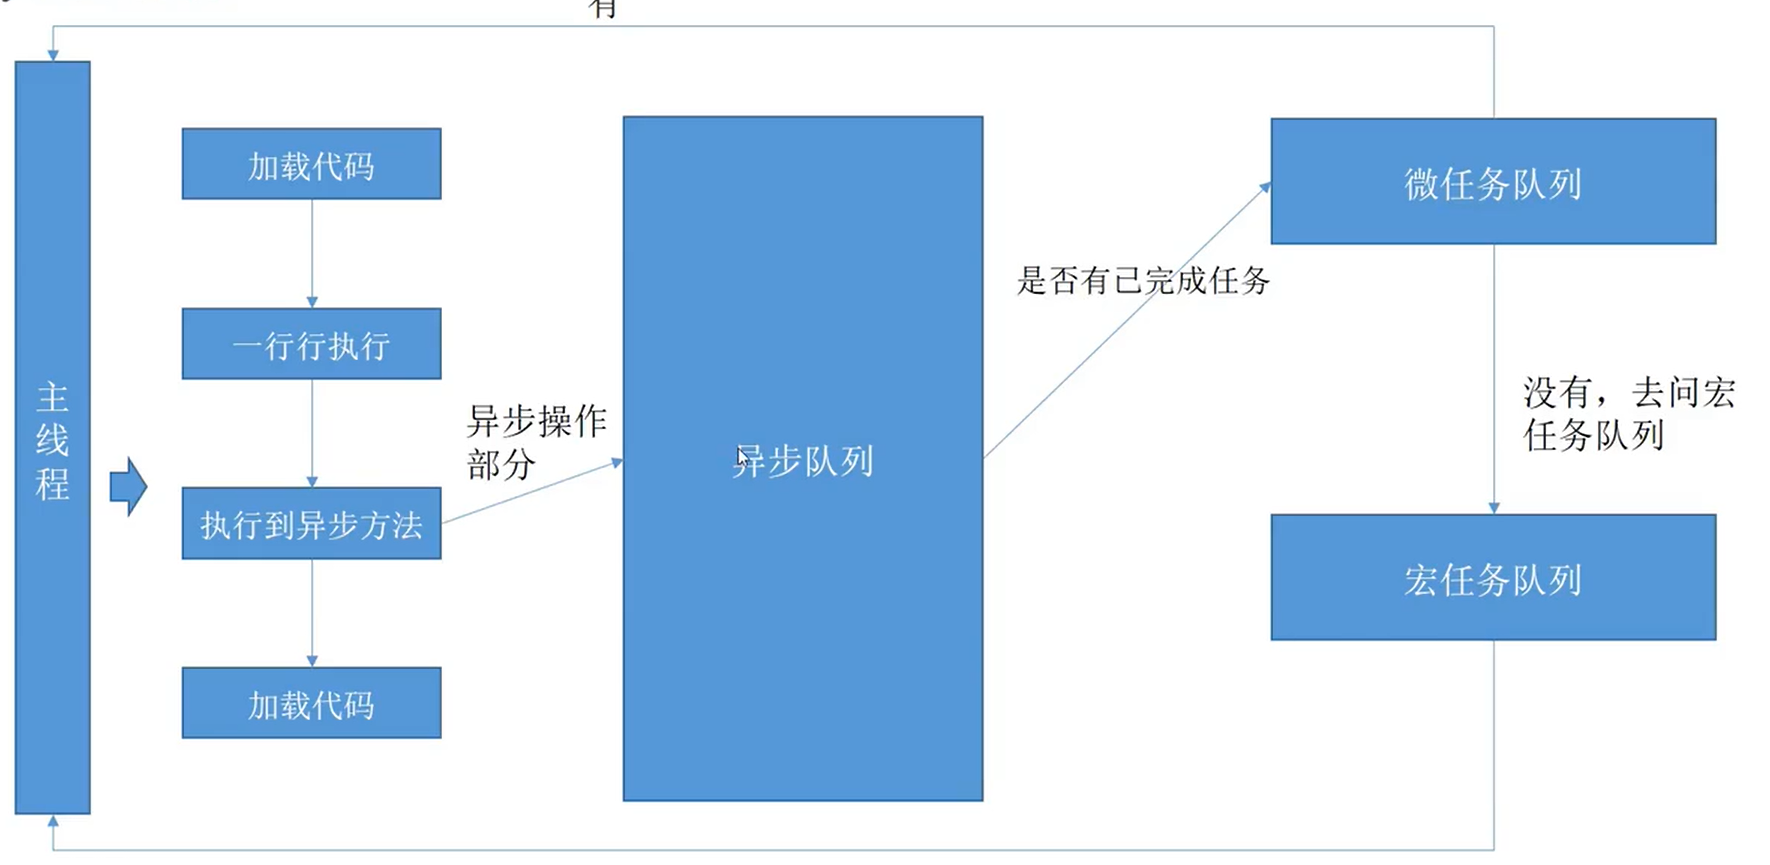 有
主线程
加载代码
一行行执行
执行到异步方法
加载代码
异步操作
部分
异步队列
是否有已完成任务
微任务队列
没有，去问宏
任务队列
宏任务队列